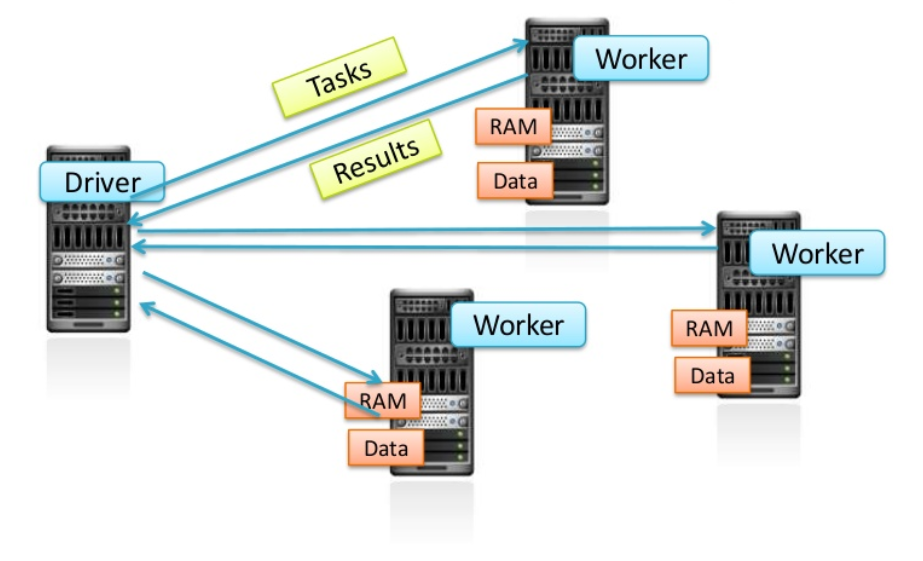 Tasks
Worker
RAM
Results
Data
Driver
Worker
Worker
RAM
Data
RAM
Data